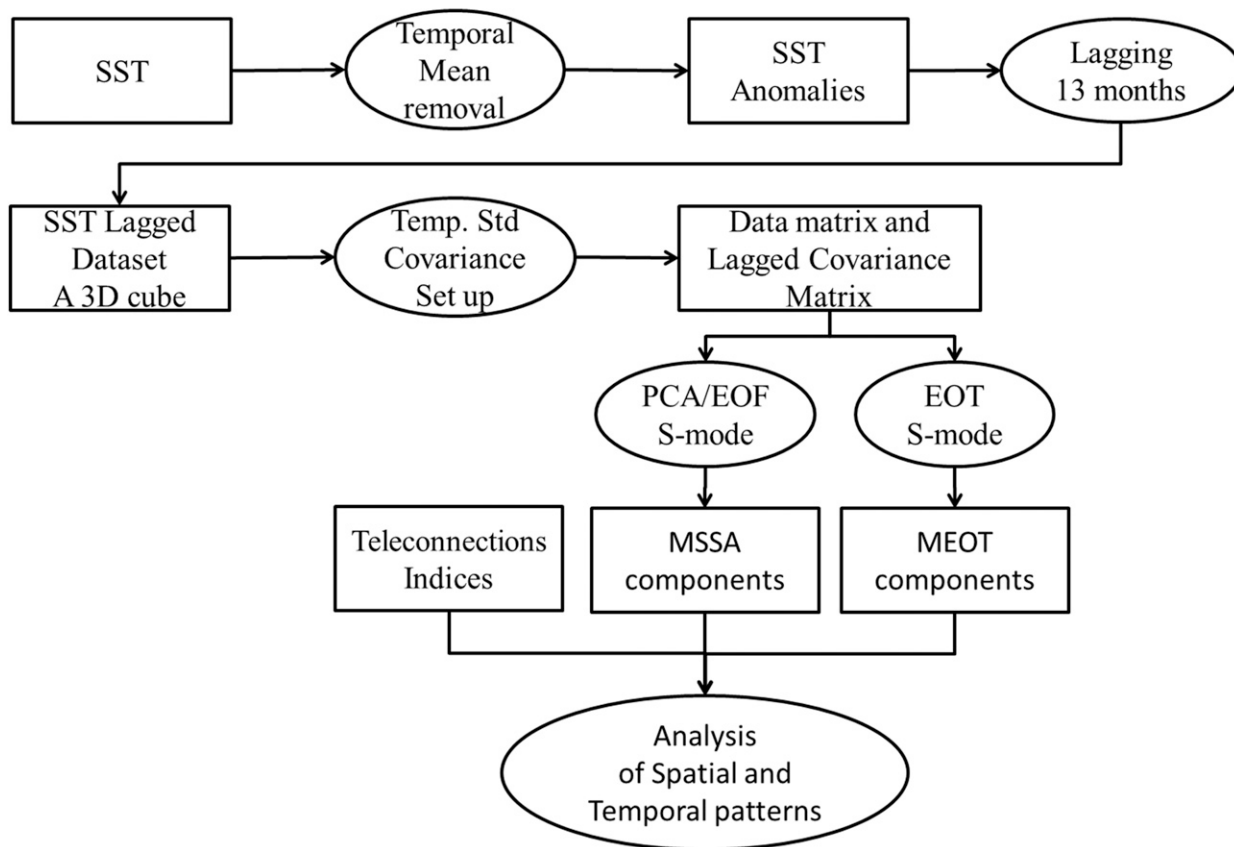 SST
Temporal
Mean
removal
SST
Anomalies
Lagging
13 months
SST Lagged
Dataset
A 3D cube
Temp. Std
Covariance
Set up
Data matrix and
Lagged Covariance
Matrix
PCA/EOF
S-mode
EOT
S-mode
Teleconnections
Indices
MSSA
components
MEOT
components
Analysis
of Spatial and
Temporal patterns